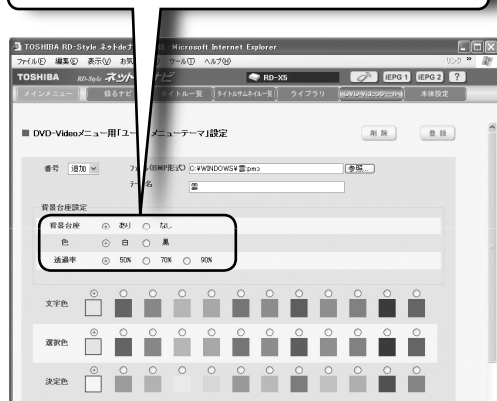 TOSHIBA RD-Style ネットdeナ -Microsoft Internet Explorer
ファイル(F) 編集(E) 表示(V) お気 ツール(T) ヘルプ(H) リンク »
TOSHIBA RD-Style ネット ナビ RD-X5 iEPG 1 iEPG 2 ?
メインメニュー 録るナビ タイトル一覧 タイトルサムネイル一覧 ライブラリ 本体設定
■ DVD-Videoメニュー用「ユー メニューテーマ」設定 削除 登録
番号 追加 ファ ル(BMP形式) C:¥WINDOWS¥雲.bmp 参照...
テー 名 雲
背景台座設定
背景台座 あり なし
色 白 黒
透過率 50% 70% 90%
文字色
選択色
決定色